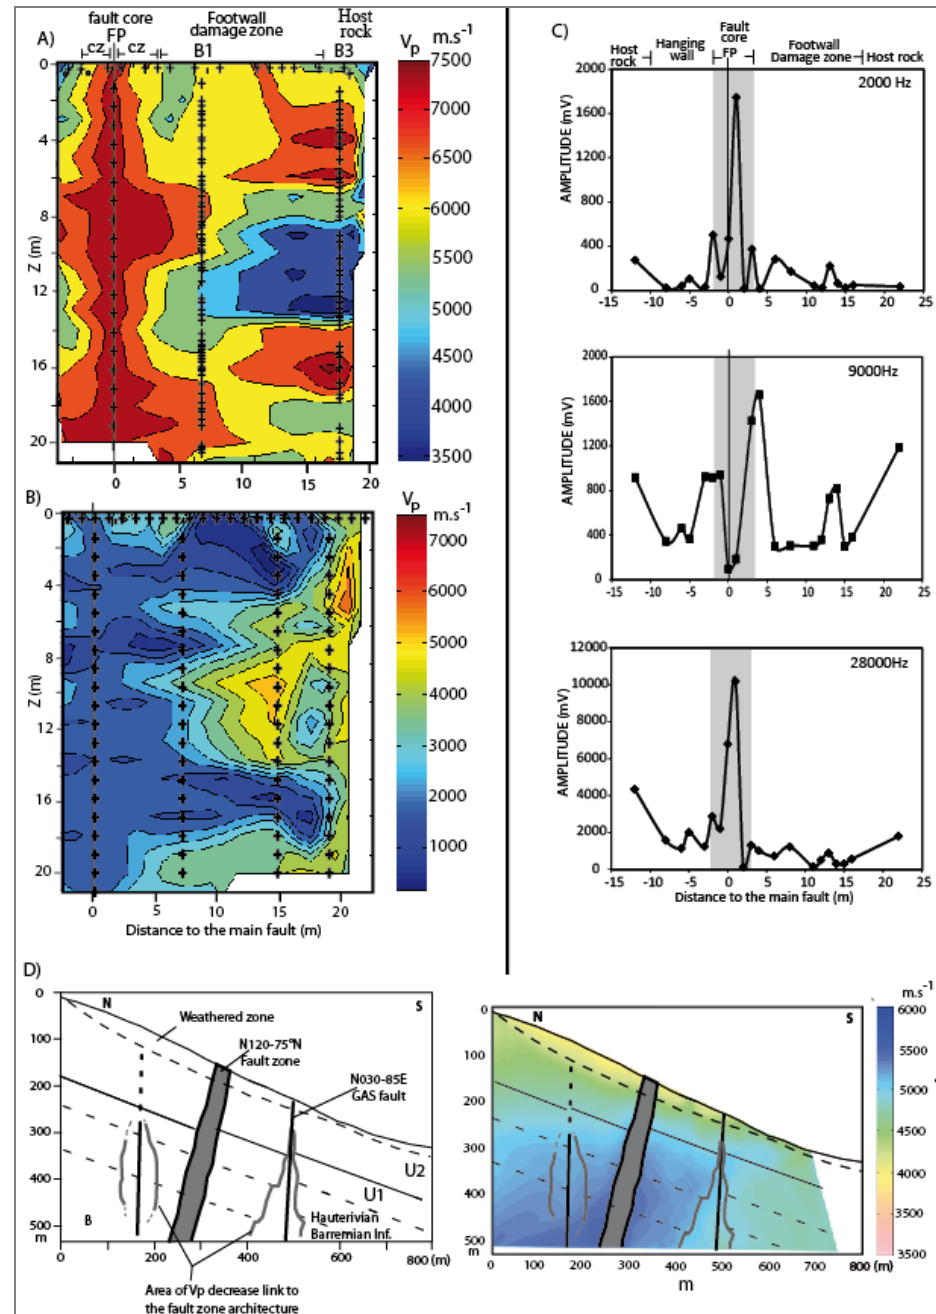 A)
fault core
FP
cz
cz
Footwall
damage zone
B1
Host
rock
B3
Vp m.s-1
7500
7000
6500
6000
5500
5000
4500
4000
3500
Z (m)
0
4
8
12
16
20
0
5
10
15
20
B)
Vp
m.s-1
7000
6000
5000
4000
3000
2000
1000
Z (m)
0
4
8
12
16
20
0
5
10
15
20
Distance to the main fault (m)
C)
Host
rock
Hanging
wall
Fault
core
FP
Footwall
Damage zone
Host rock
2000 Hz
AMPLITUDE (mV)
2000
1600
1200
800
400
0
-15
-10
-5
0
5
10
15
20
25
9000Hz
AMPLITUDE (mV)
2000
1600
1200
800
400
0
-15
-10
-5
0
5
10
15
20
25
28000Hz
AMPLITUDE (mV)
12000
10000
8000
6000
4000
2000
0
-15
-10
-5
0
5
10
15
20
25
Distance to the main fault (m)
D)
N
S
Weathered zone
N120-75°N
Fault zone
N030-85E
GAS fault
U2
U1
B
Hauterivian
Barremian Inf.
0
100
200
300
400
500
m
0
200
400
600
800 (m)
Area of Vp decrease link to
the fault zone architecture
N
S
0
100
200
300
400
500
m
0
100
200
300
400
500
600
700
800 (m)
m
m.s-1
6000
5500
5000
4500
4000
3500